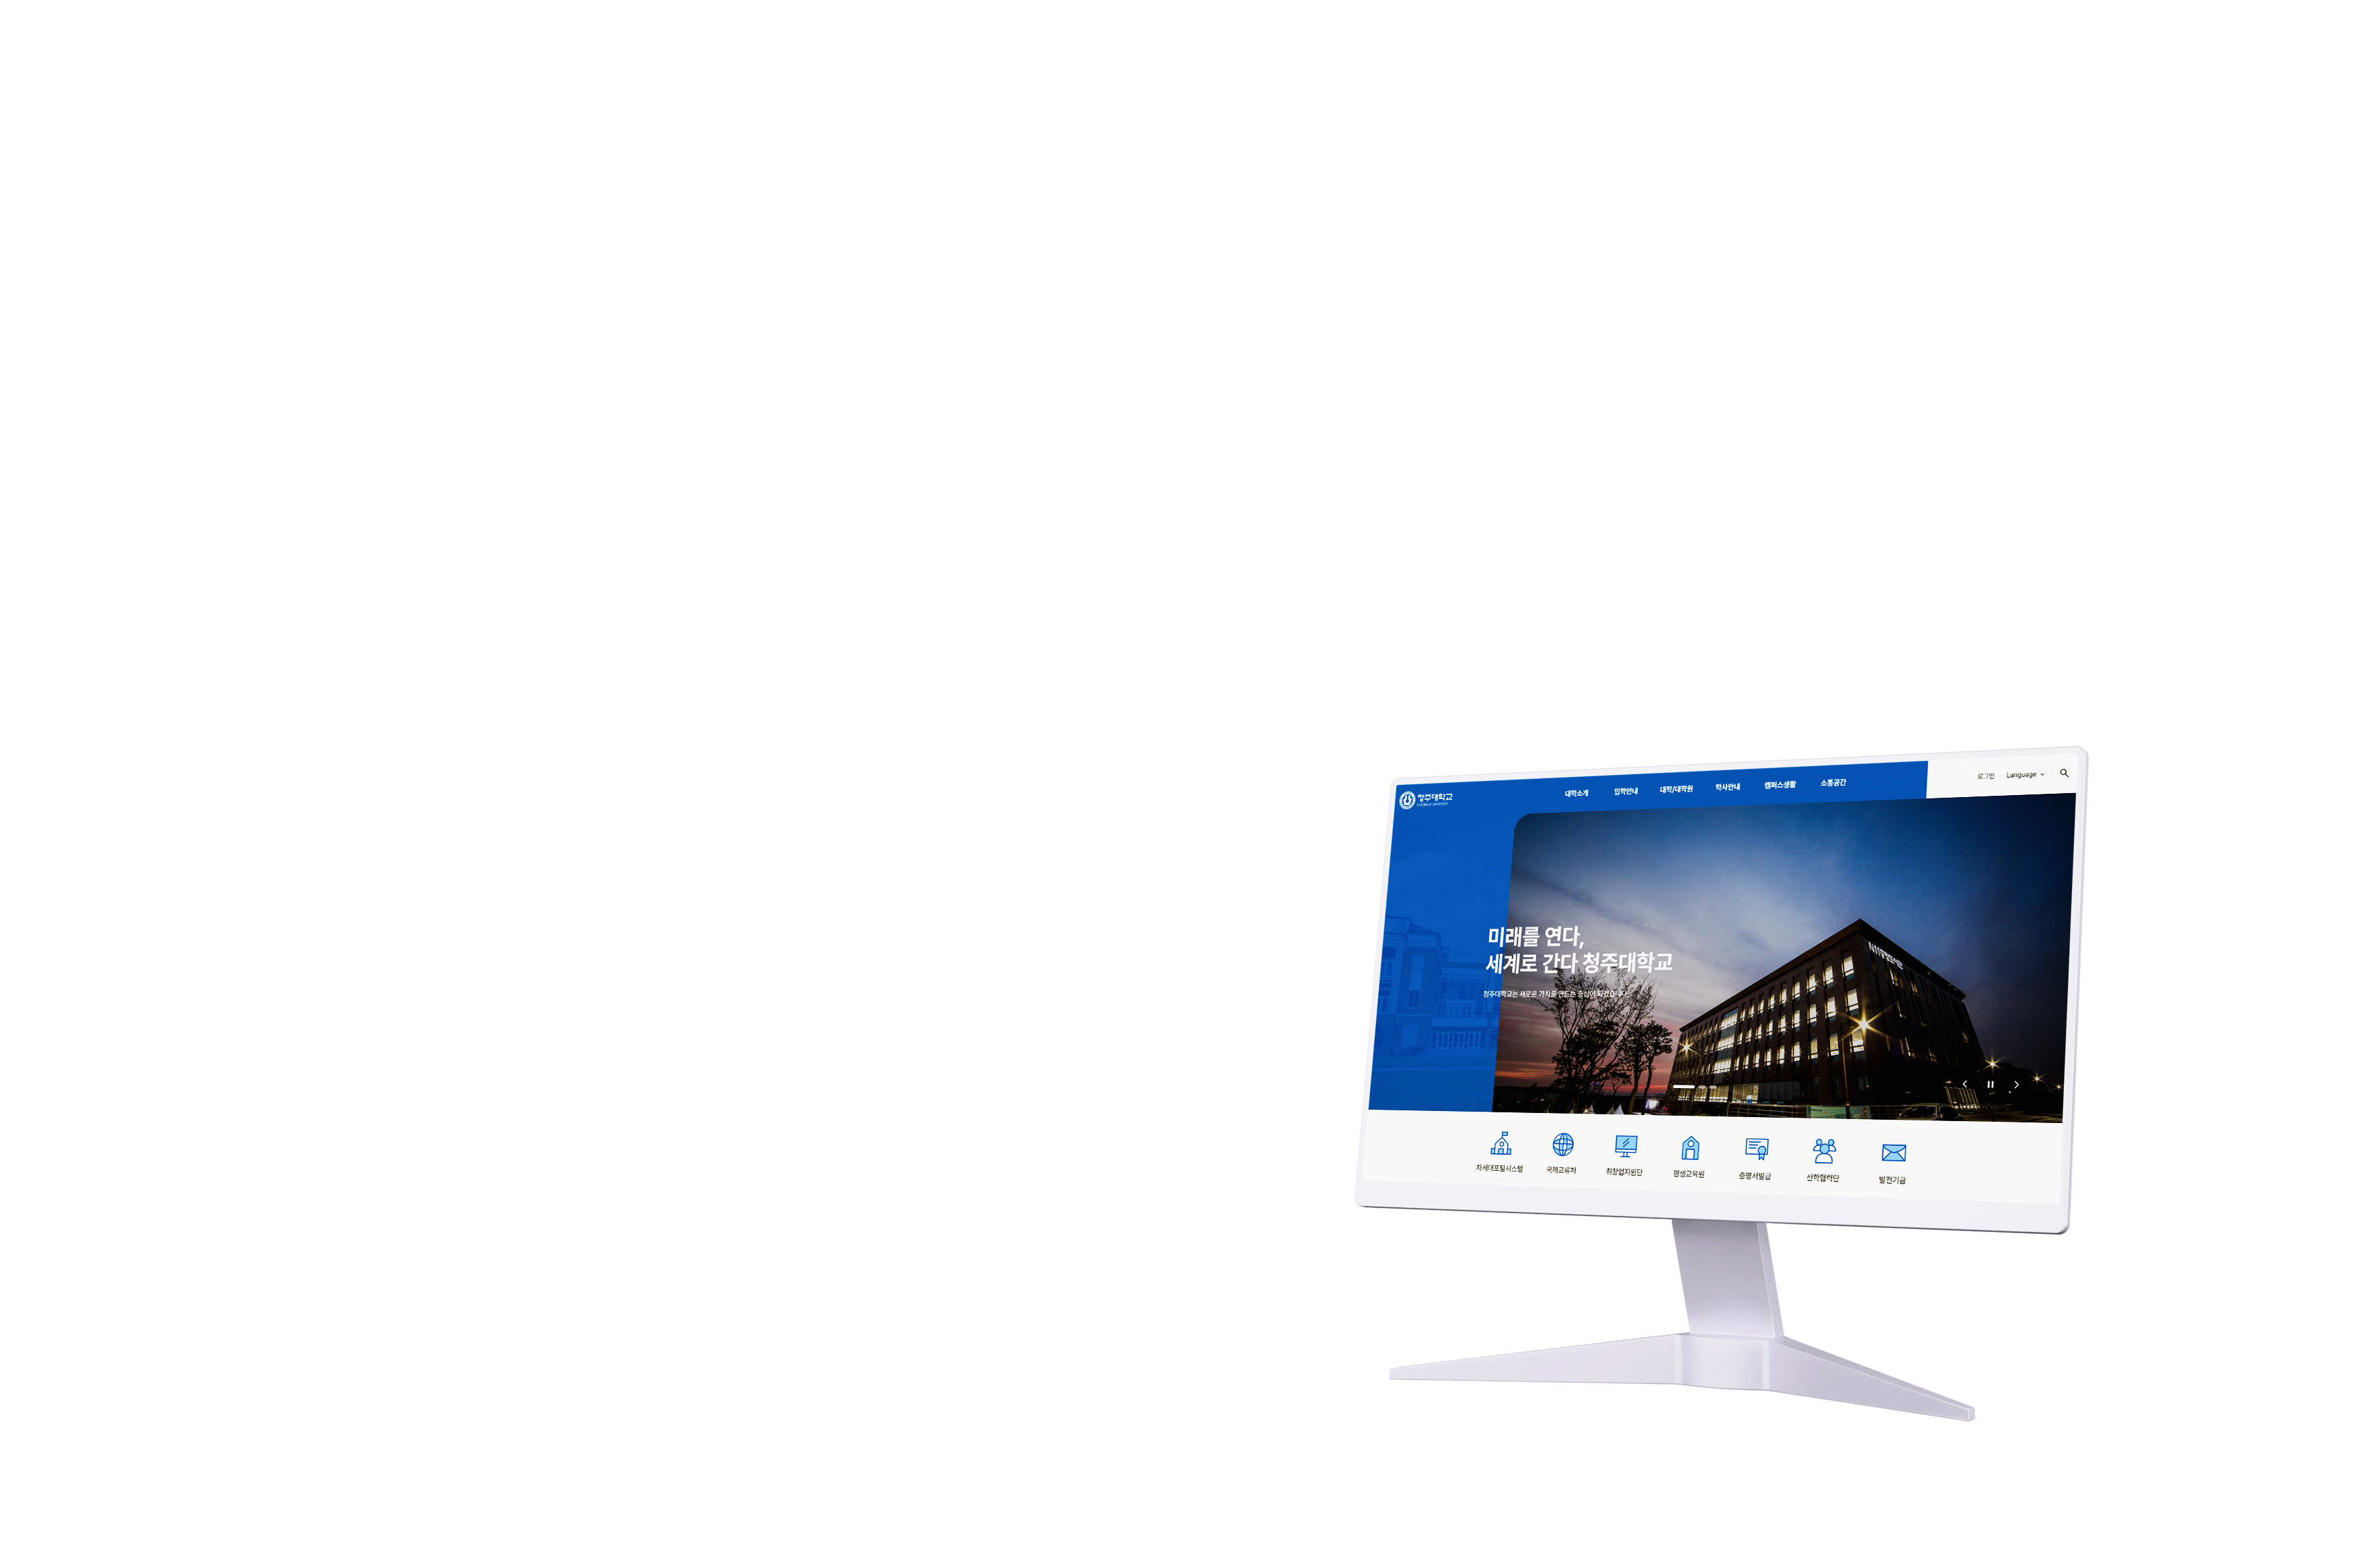 청주대학교
CHEONGJU UNIVERSITY
대학소개
입학안내
대학/대학원
학사안내
캠퍼스생활
소통공간
로그인
Language
미래를 연다,
세계로 간다 청주대학교
청주대학교는 새로운 가치를 만드는 중심이
차세대포털시스템
국제교류처
취창업지원단
평생교육원
증명서발급
산학협력단
발전기금